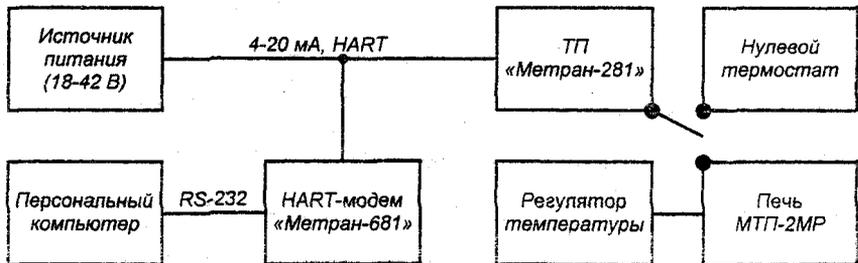 Источник
питания
(18-42 В)
4-20 мА, HART
ТП
«Метран-281»
Нулевой
термостат
Персональный
компьютер
RS-232
HART-модем
«Метран-681»
Регулятор
температуры
Печь
МТП-2МР